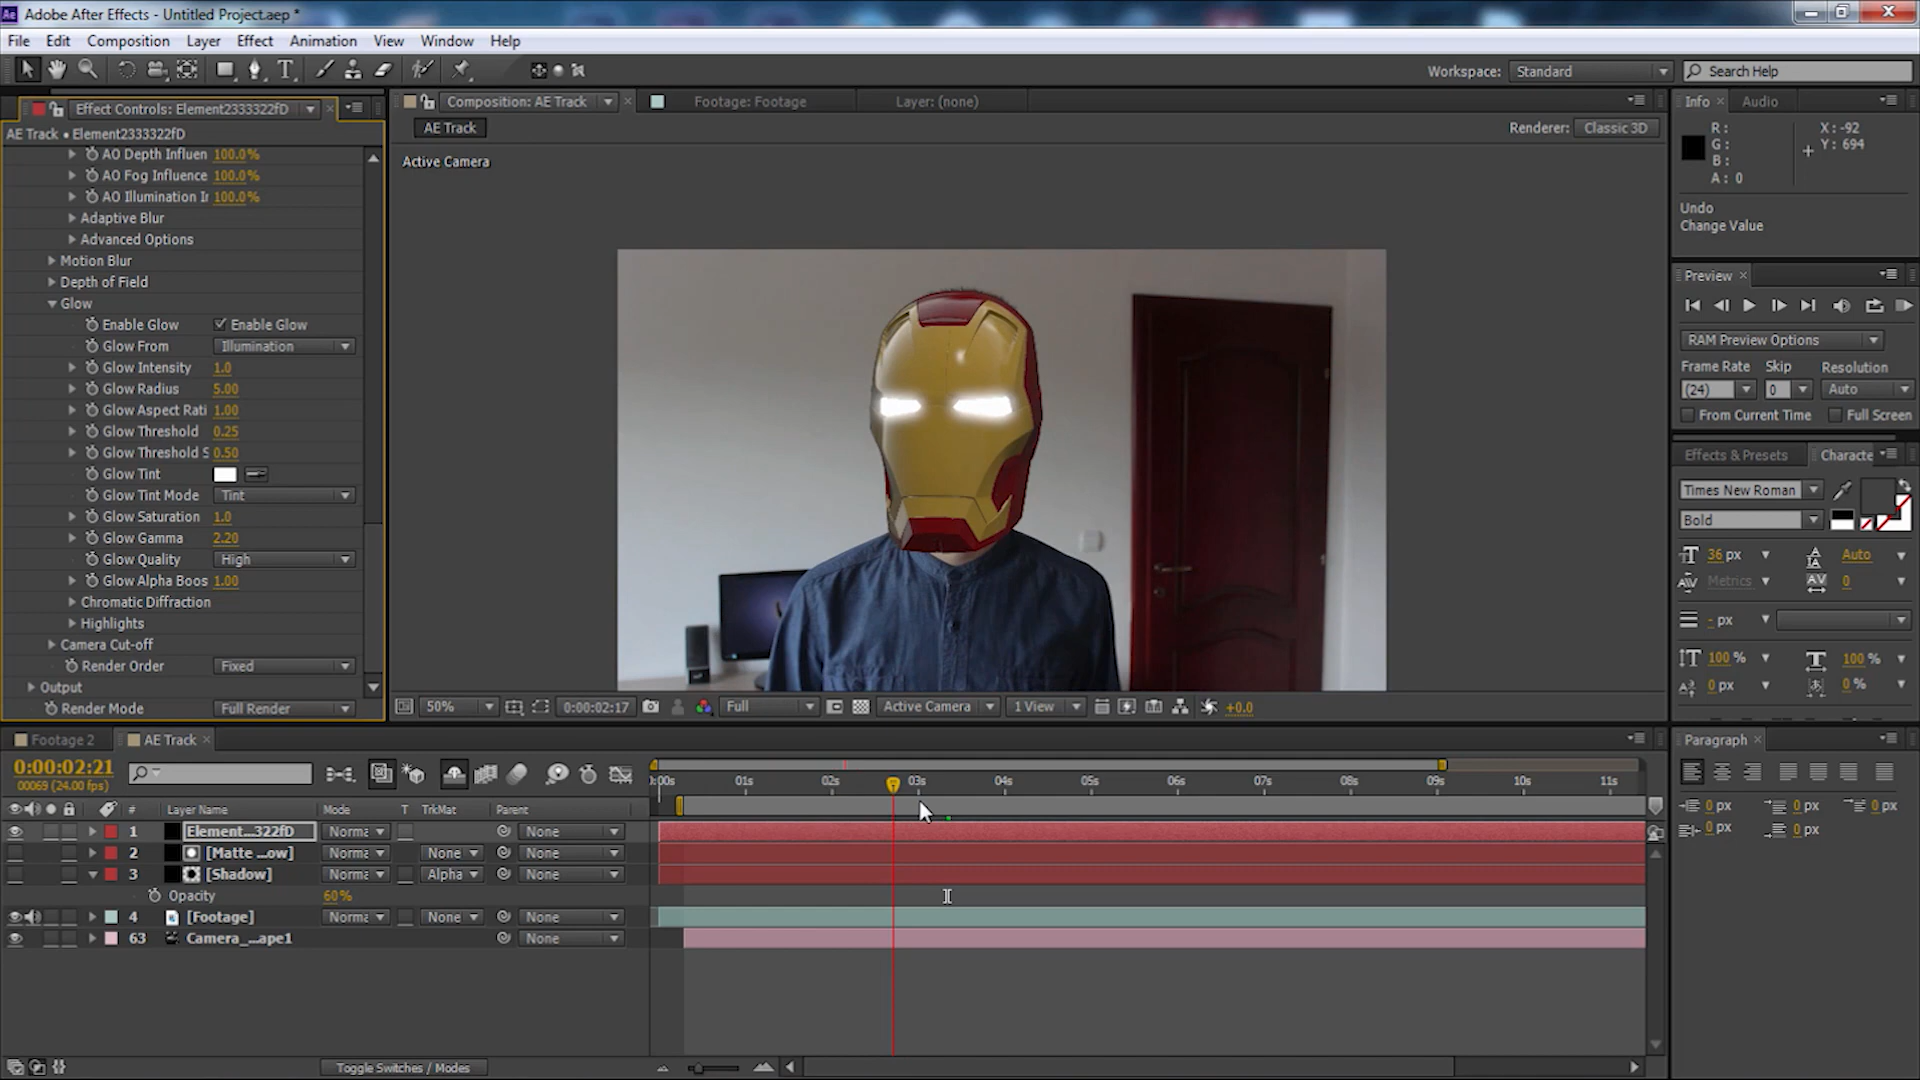 Adobe After Effects - Untitled Project.aep *
File Edit Composition Layer Effect Animation View Window Help
Workspace: Standard Search Help
Effect Controls: Element2333322fD
AE Track • Element2333322fD
AO Depth Influen 100.0%
AO Fog Influence 100.0%
AO Illumination Ir 100.0%
Adaptive Blur
Advanced Options
Motion Blur
Depth of Field
Glow
Enable Glow Enable Glow
Glow From Illumination
Glow Intensity 1.0
Glow Radius 5.00
Glow Aspect Rati 1.00
Glow Threshold 0.25
Glow Threshold S 0.50
Glow Tint
Glow Tint Mode Tint
Glow Saturation 1.0
Glow Gamma 2.20
Glow Quality High
Glow Alpha Boos 1.00
Chromatic Diffraction
Highlights
Camera Cut-off
Render Order Fixed
Output
Render Mode Full Render
Composition: AE Track Footage: Footage Layer: (none)
AE Track Renderer: Classic 3D
Active Camera
50% 0:00:02:17 Full Active Camera 1 View +0.0
Info Audio
R: X: -92
G: Y: 694
B:
A: 0
Undo
Change Value
Preview
RAM Preview Options
Frame Rate Skip Resolution
(24) 0 Auto
From Current Time Full Screen
Effects & Presets Characte
Times New Roman
Bold
36 px Auto
Metrics 0
- px
100 % 100 %
0 px 0 %
Footage 2 AE Track
0:00:02:21
00069 (24.00 fps)
:00s 01s 02s 03s 04s 05s 06s 07s 08s 09s 10s 11s
# Layer Name Mode T TrkMat Parent
1 Element...322fD Norma None
2 [Matte ...ow] Norma None None
3 [Shadow] Norma Alpha None
Opacity 60%
4 [Footage] Norma None None
63 Camera_...ape1 None
Toggle Switches / Modes
Paragraph
0 px 0 px 0 px
0 px 0 px